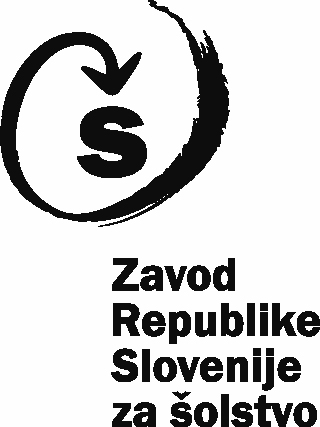 š
Zavod
Republike
Slovenije
za šolstvo